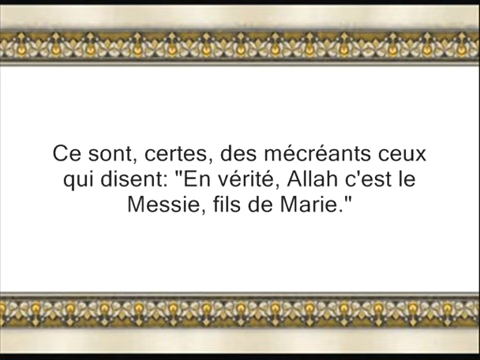 Ce sont, certes, des mécréants ceux
qui disent: "En vérité, Allah c'est le
Messie, fils de Marie."